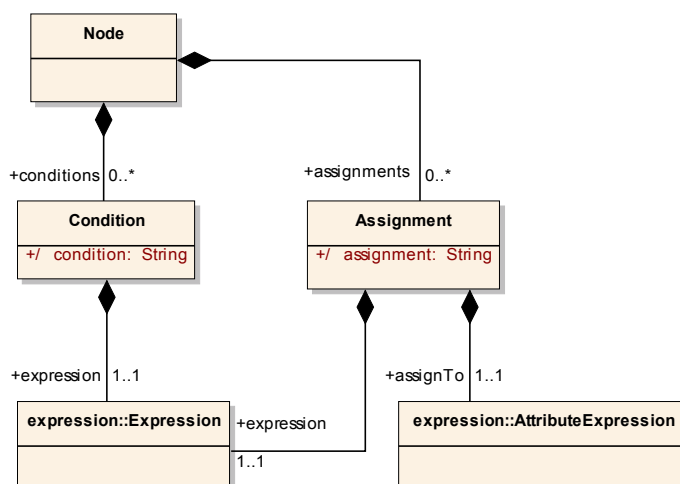 Node
+conditions 0..*
+assignments 0..*
Condition
+/ condition: String
Assignment
+/ assignment: String
+expression 1..1
+assignTo 1..1
expression::Expression
+expression
1..1
expression::AttributeExpression